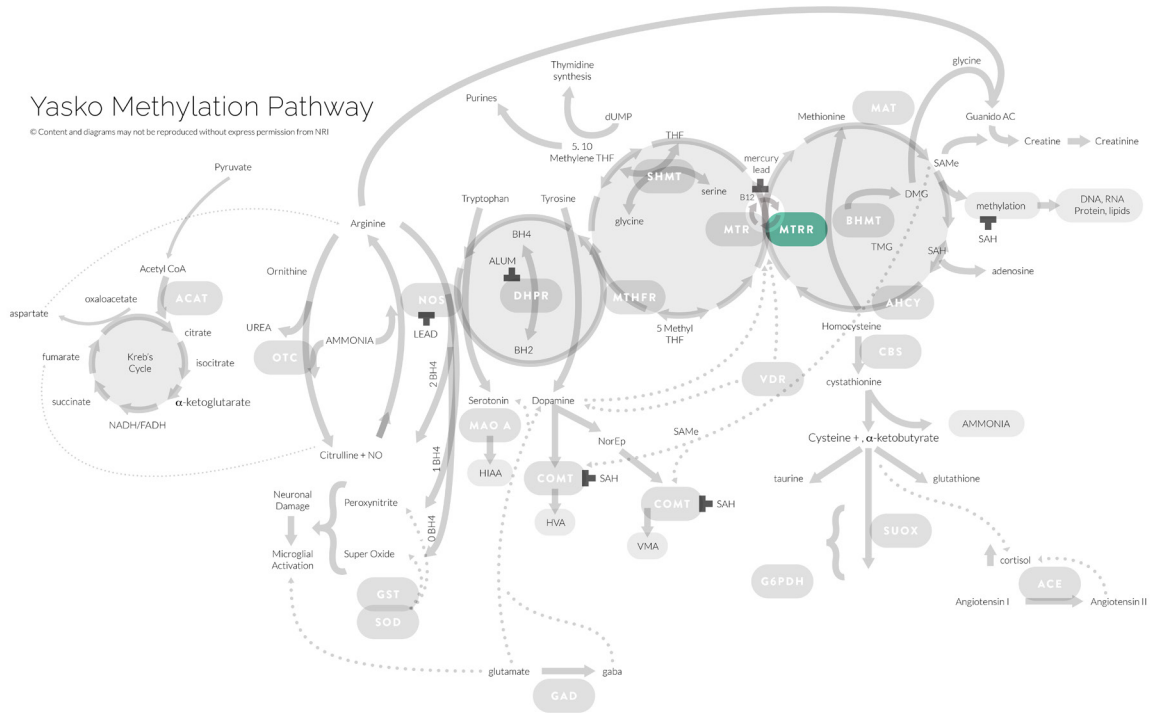 Yasko Methylation Pathway
© Content and diagrams may not be reproduced without express permission from NRI
Thymidine
synthesis
Purines
dUMP
5, 10
Methylene THF
THF
SHMT
serine
glycine
mercury
lead
B12
MTR
MTRR
Methionine
MAT
glycine
Guanido AC
Creatine
Creatinine
SAMe
DMG
BHMT
TMG
methylation
DNA, RNA
Protein, lipids
SAH
SAH
adenosine
AHCY
Pyruvate
Arginine
Tryptophan
Tyrosine
BH4
ALUM
DHPR
BH2
MTHFR
5 Methyl
THF
Acetyl CoA
ACAT
oxaloacetate
aspartate
citrate
fumarate
Kreb's
Cycle
isocitrate
succinate
α-ketoglutarate
NADH/FADH
Ornithine
UREA
OTC
AMMONIA
NOS
LEAD
2 BH4
1 BH4
0 BH4
Citrulline + NO
Neuronal
Damage
Peroxynitrite
Microglial
Activation
Super Oxide
GST
SOD
Serotonin
MAO A
HIAA
Dopamine
NorEp
SAMe
COMT
SAH
HVA
COMT
SAH
VMA
VDR
Homocysteine
CBS
cystathionine
AMMONIA
Cysteine + , α-ketobutyrate
taurine
glutathione
SUOX
G6PDH
cortisol
ACE
Angiotensin I
Angiotensin II
glutamate
gaba
GAD